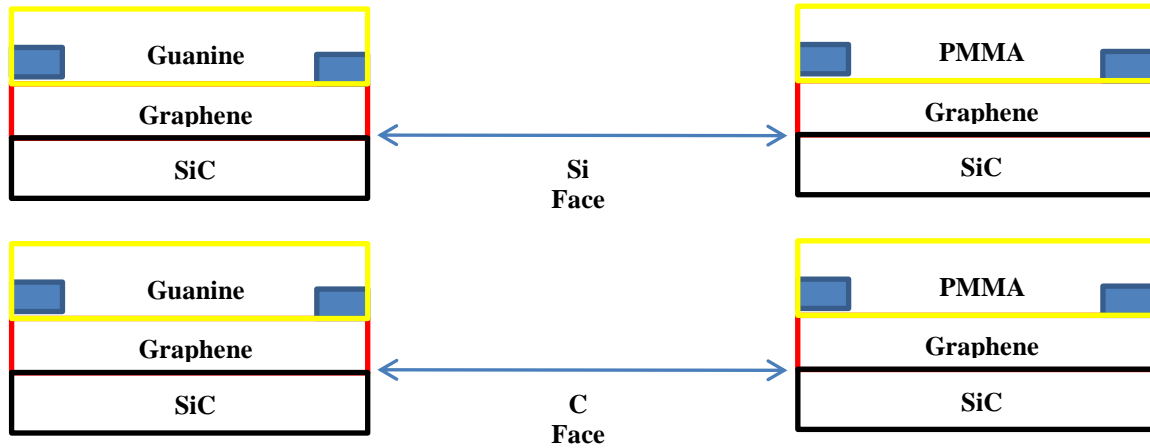 Guanine
PMMA
Graphene
Graphene
SiC
Si
Face
SiC
Guanine
PMMA
Graphene
Graphene
SiC
C
Face
SiC